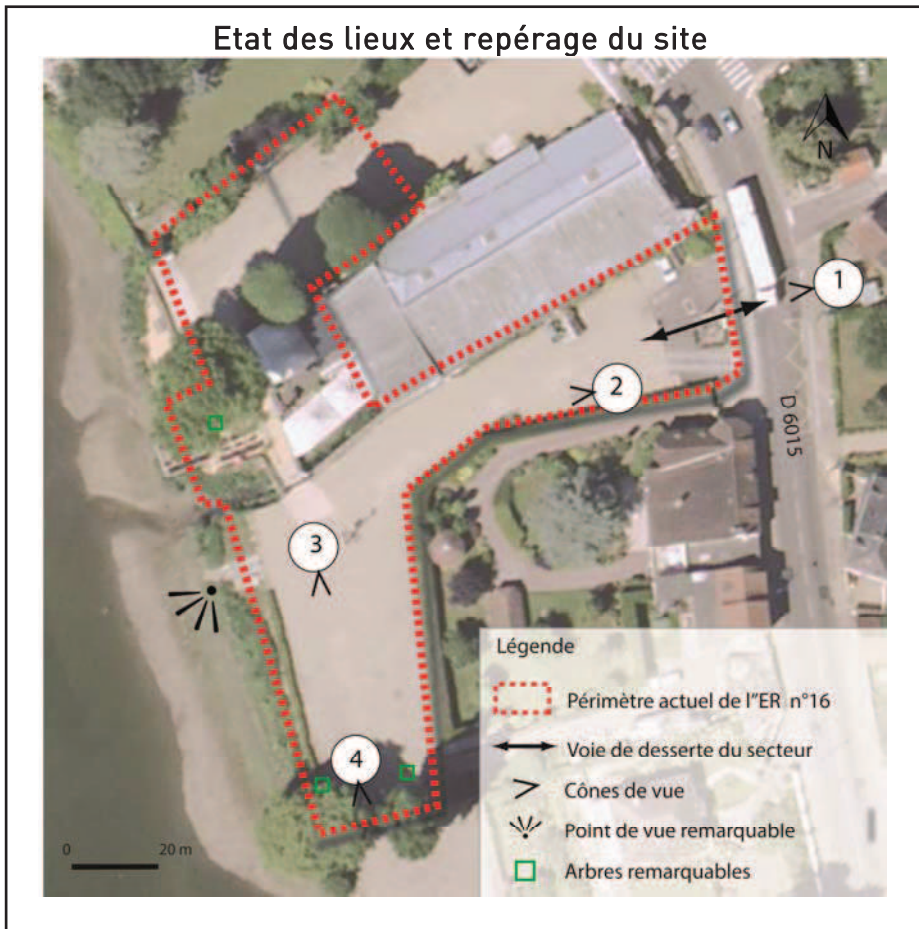 Etat des lieux et repérage du site
N
1
2
D 6015
3
4
0 20 m
Légende
Périmètre actuel de l’’ER n°16
Voie de desserte du secteur
Cônes de vue
Point de vue remarquable
Arbres remarquables